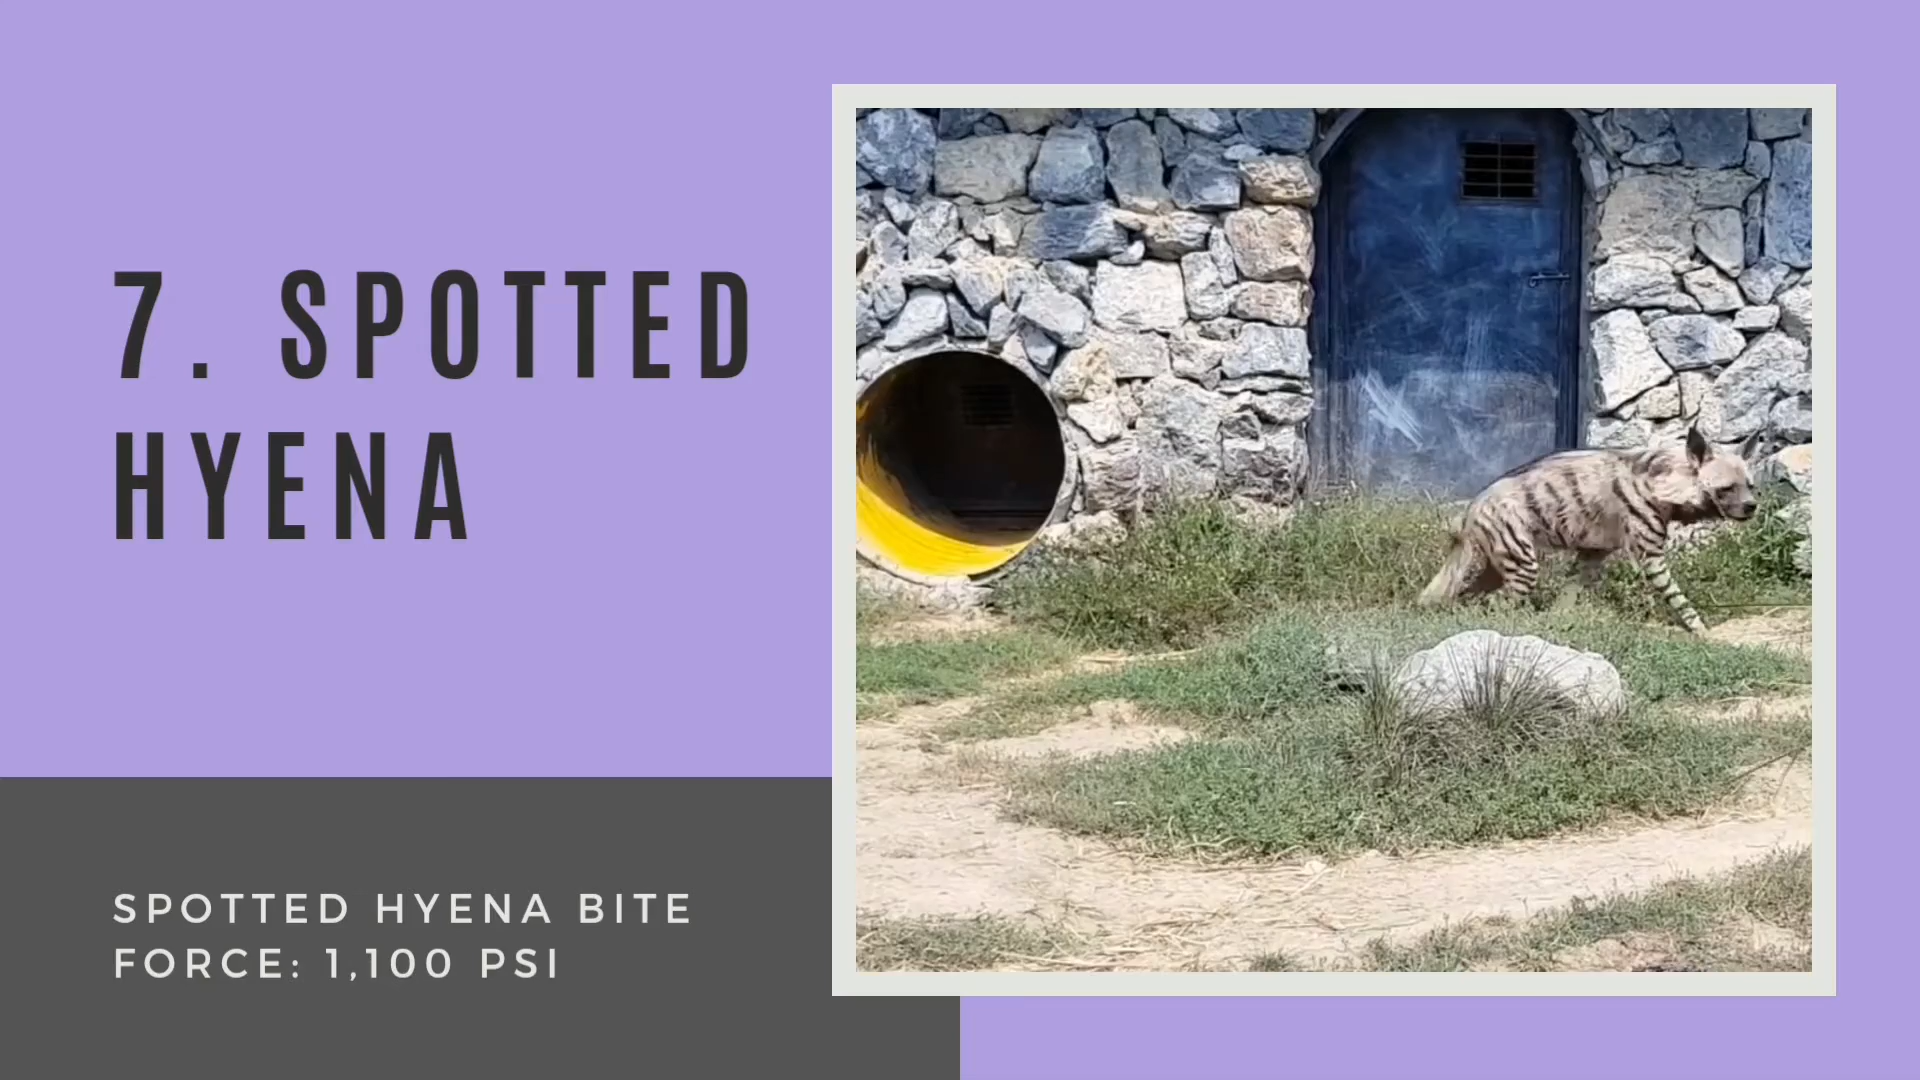 7. SPOTTED
HYENA
SPOTTED HYENA BITE
FORCE: 1,100 PSI